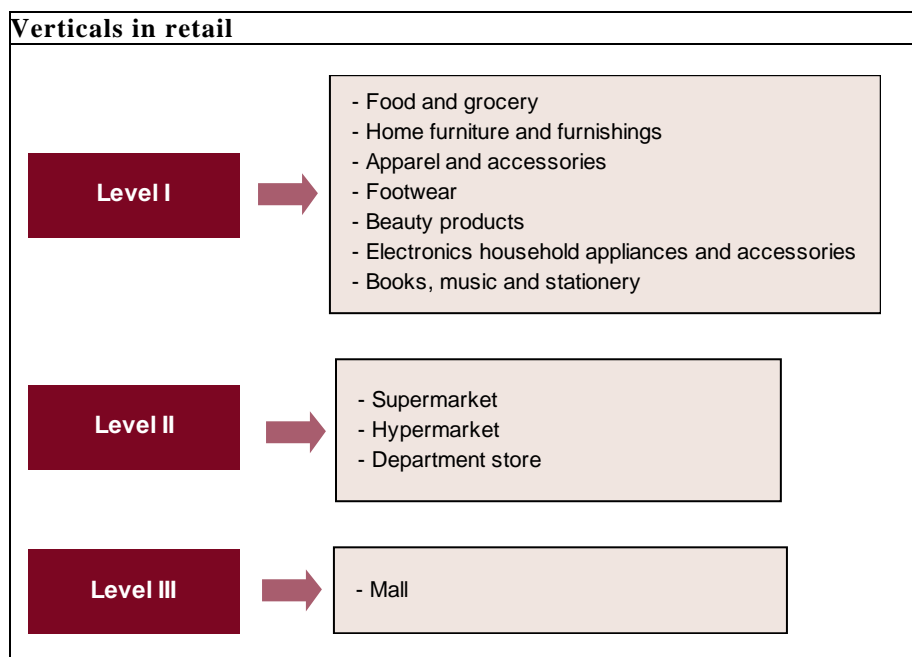 Verticals in retail
Level I
- Food and grocery
- Home furniture and furnishings
- Apparel and accessories
- Footwear
- Beauty products
- Electronics household appliances and accessories
- Books, music and stationery
Level II
- Supermarket
- Hypermarket
- Department store
Level III
- Mall